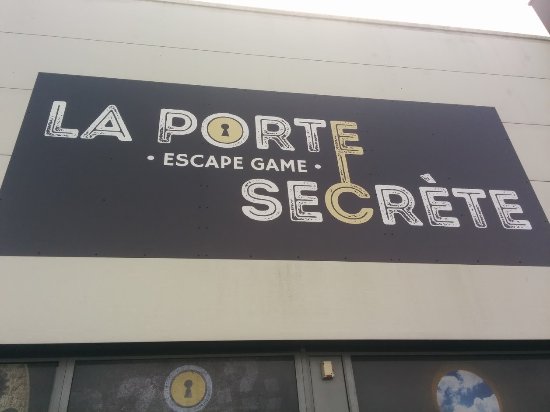 LA PORTE
• ESCAPE GAME •
SECRÈTE